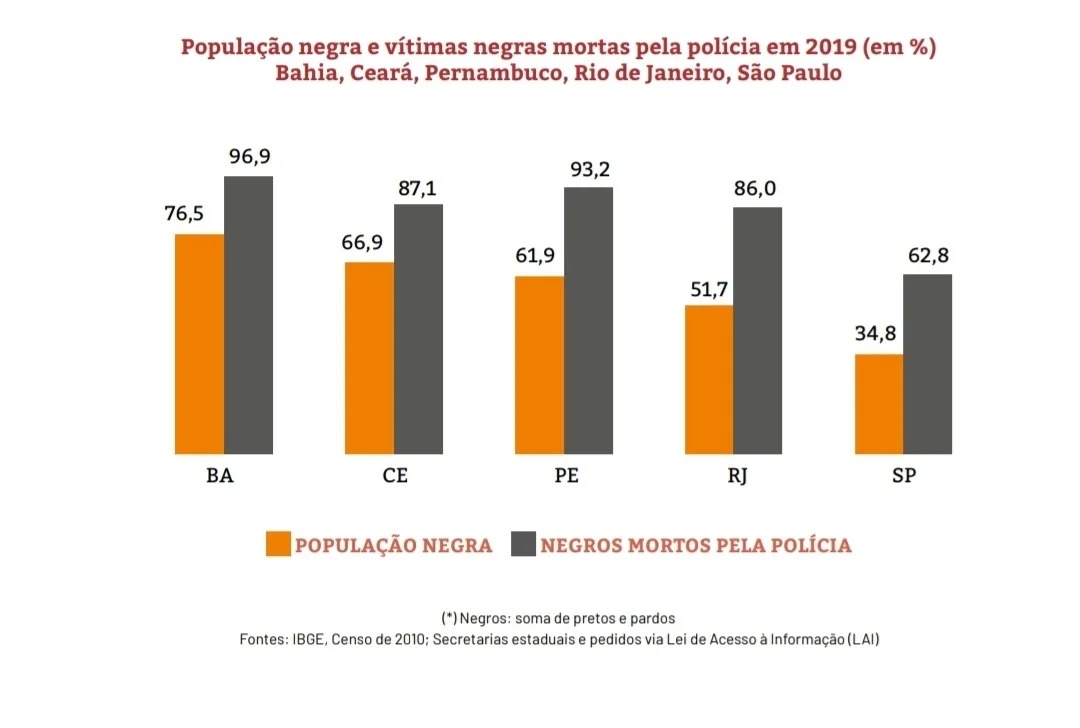 População negra e vítimas negras mortas pela polícia em 2019 (em %)
Bahia, Ceará, Pernambuco, Rio de Janeiro, São Paulo
96,9
76,5
87,1
66,9
93,2
61,9
86,0
51,7
62,8
34,8
BA CE PE RJ SP
POPULAÇÃO NEGRA NEGROS MORTOS PELA POLÍCIA
(*) Negros: soma de pretos e pardos
Fontes: IBGE, Censo de 2010; Secretarias estaduais e pedidos via Lei de Acesso à Informação (LAI)